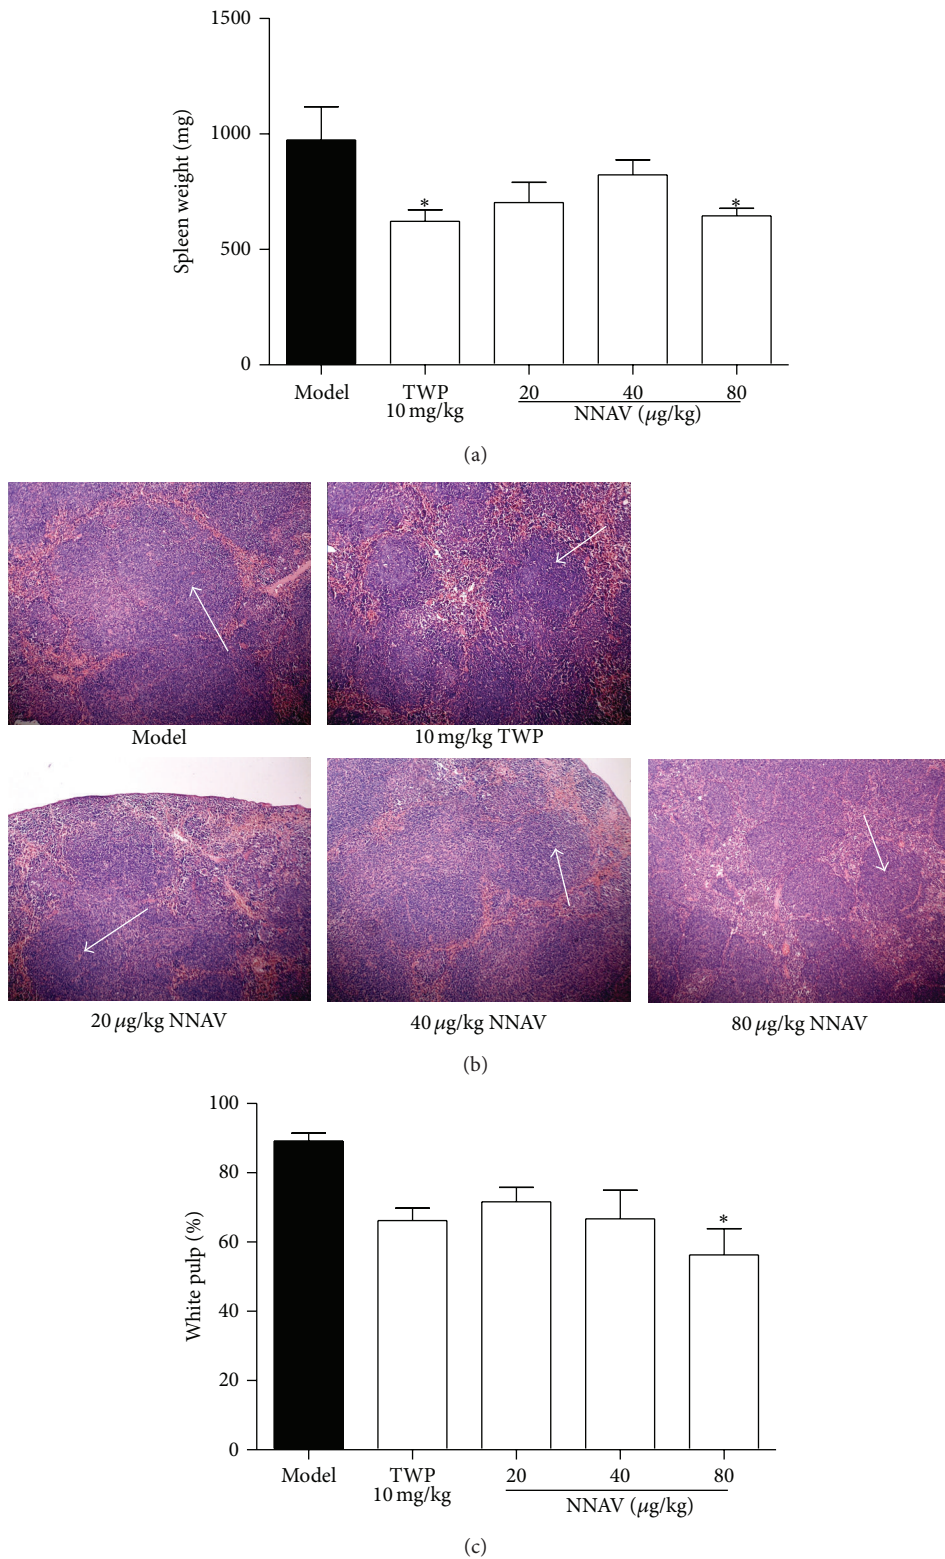 1500
1000
500
0
Spleen weight (mg)
*
*
Model
TWP
10 mg/kg
20
40
80
NNAV (µg/kg)
(a)
Model
10 mg/kg TWP
20 µg/kg NNAV
40 µg/kg NNAV
80 µg/kg NNAV
(b)
100
80
60
40
20
0
White pulp (%)
*
Model
TWP
10 mg/kg
20
40
80
NNAV (µg/kg)
(c)